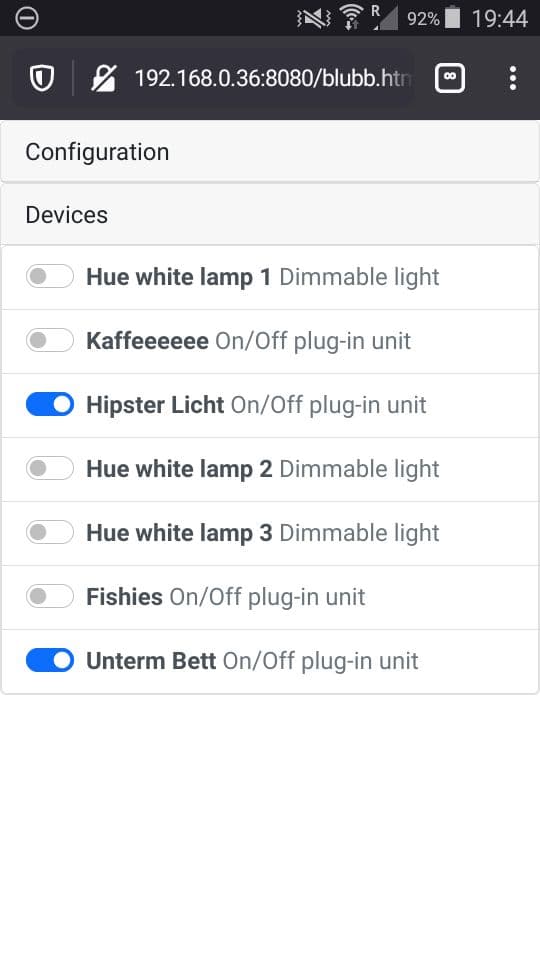 R 92% 19:44
192.168.0.36:8080/blubb.htm
Configuration
Devices
Hue white lamp 1 Dimmable light
Kaffeeeeee On/Off plug-in unit
Hipster Licht On/Off plug-in unit
Hue white lamp 2 Dimmable light
Hue white lamp 3 Dimmable light
Fishies On/Off plug-in unit
Unterm Bett On/Off plug-in unit